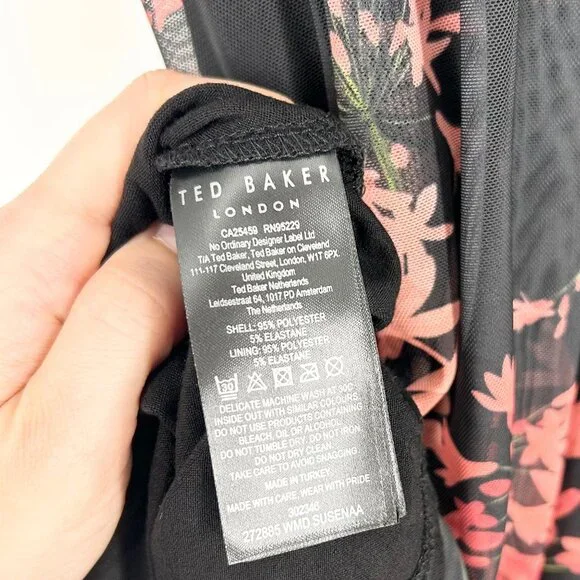 TED BAKER
LONDON
CA25459 RN95229
No Ordinary Designer Label Ltd
T/A Ted Baker, Ted Baker on Cleveland
111-117 Cleveland Street, London, W1T 6PX.
United Kingdom
Ted Baker Netherlands
Leidsestraat 64, 1017 PD Amsterdam
The Netherlands
SHELL: 95% POLYESTER
5% ELASTANE
LINING: 95% POLYESTER
5% ELASTANE
30
DELICATE MACHINE WASH AT 30C
INSIDE OUT WITH SIMILAR COLOURS
DO NOT USE PRODUCTS CONTAINING
BLEACH, OIL OR CHLORINE
DO NOT TUMBLE DRY. DO NOT IRON.
DO NOT DRY CLEAN
TAKE CARE TO AVOID SNAGGING
MADE IN TURKEY.
MADE WITH CARE. WEAR WITH PRIDE
302346
272885 WMD SUSENAA